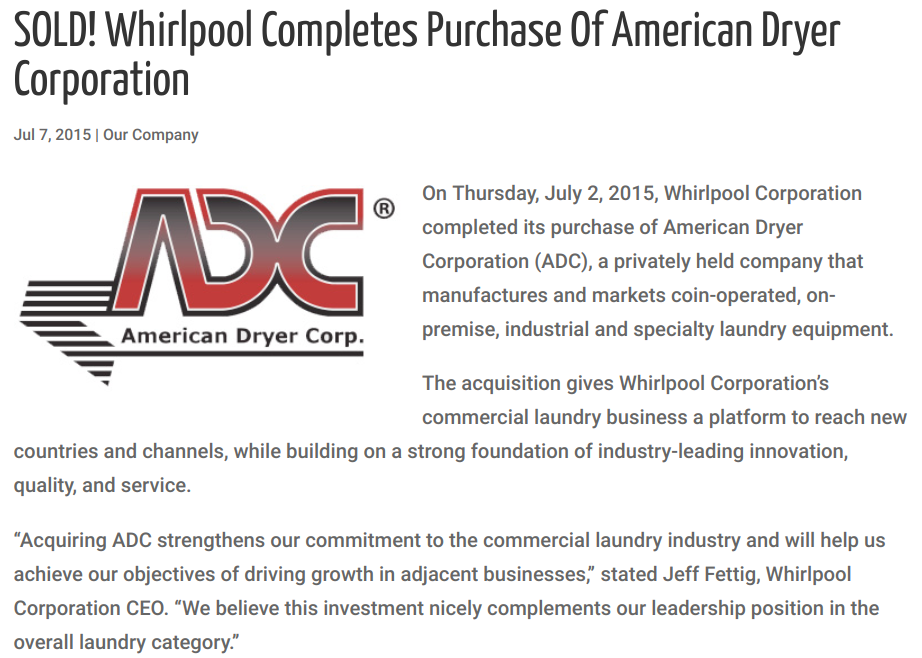 SOLD! Whirlpool Completes Purchase Of American Dryer
Corporation
Jul 7, 2015 | Our Company
ADC®
American Dryer Corp.
On Thursday, July 2, 2015, Whirlpool Corporation
completed its purchase of American Dryer
Corporation (ADC), a privately held company that
manufactures and markets coin-operated, on-
premise, industrial and specialty laundry equipment.
The acquisition gives Whirlpool Corporation’s
commercial laundry business a platform to reach new
countries and channels, while building on a strong foundation of industry-leading innovation,
quality, and service.
“Acquiring ADC strengthens our commitment to the commercial laundry industry and will help us
achieve our objectives of driving growth in adjacent businesses,” stated Jeff Fettig, Whirlpool
Corporation CEO. “We believe this investment nicely complements our leadership position in the
overall laundry category.”